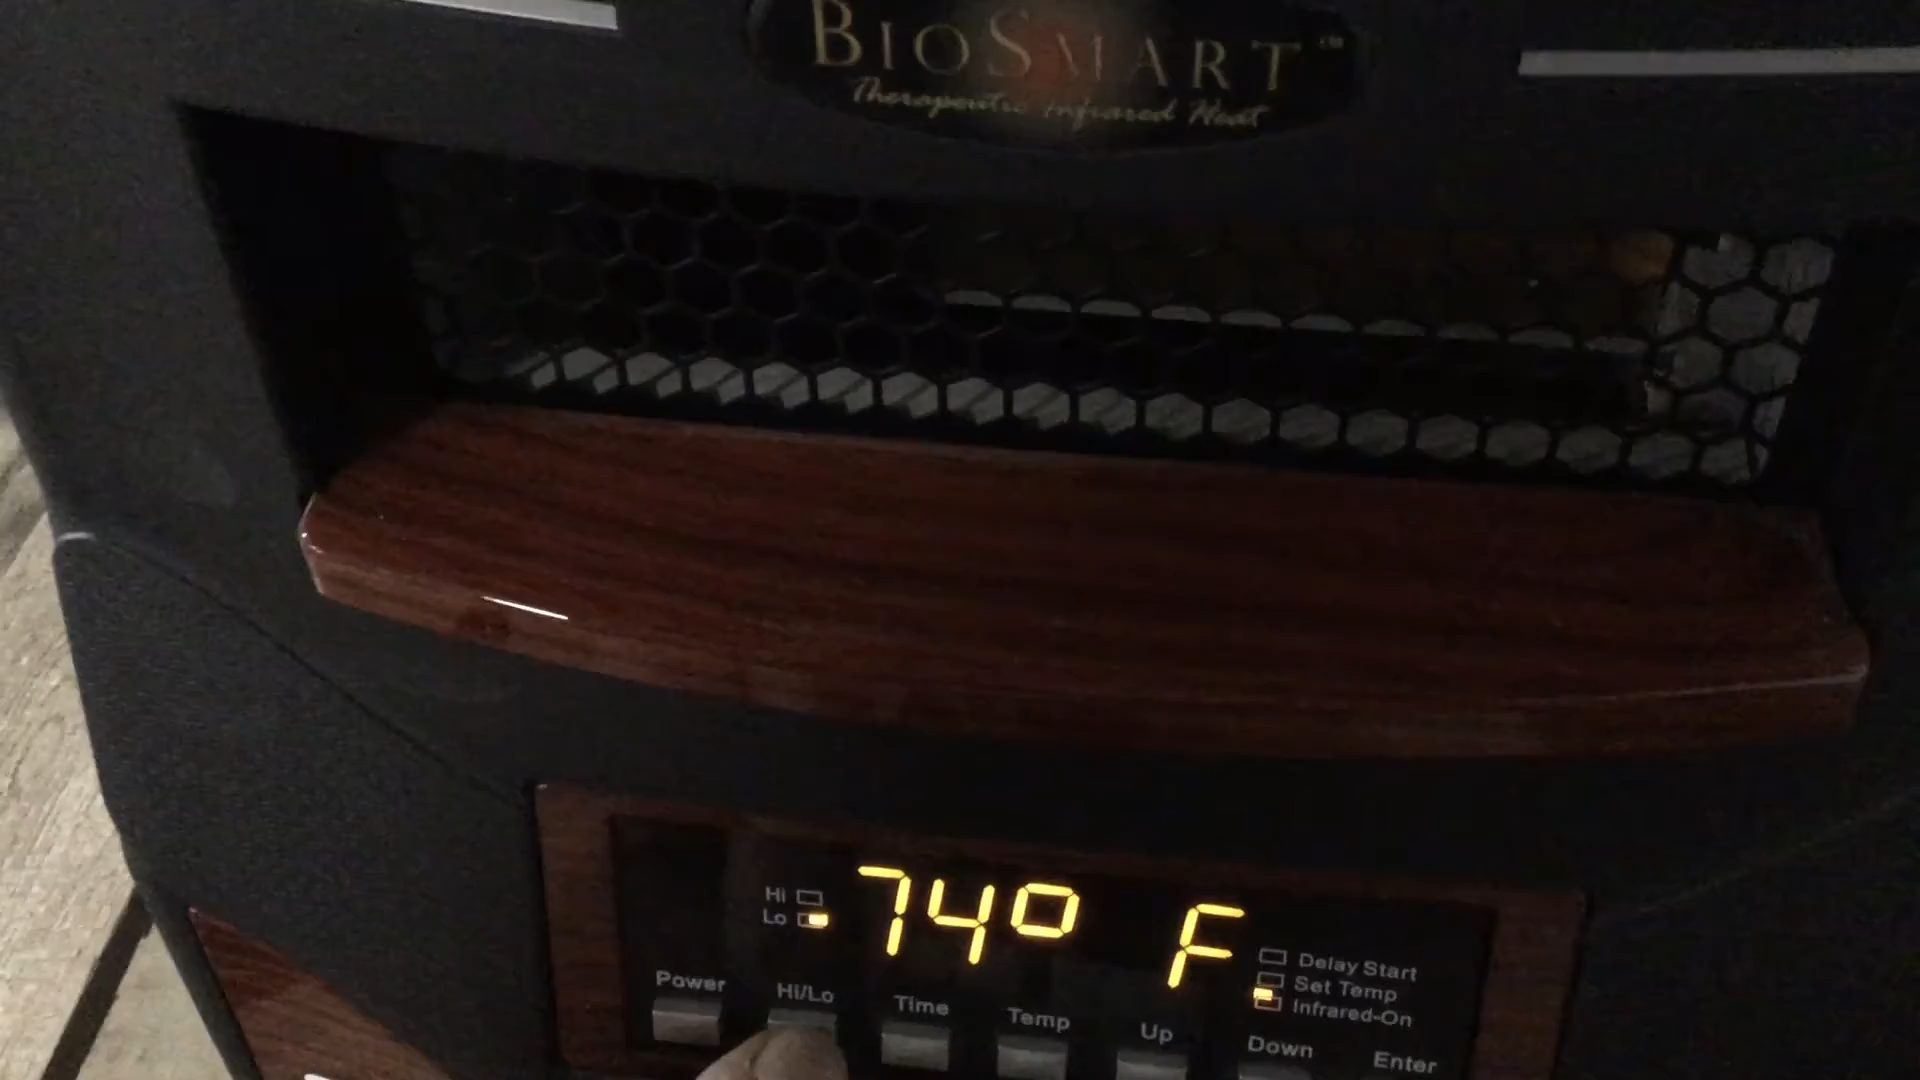 BIOSMART™
Therapeutic Infrared Heat
Hi
Lo
74° F
Delay Start
Set Temp
Infrared-On
Power
Hi/Lo
Time
Temp
Up
Down
Enter